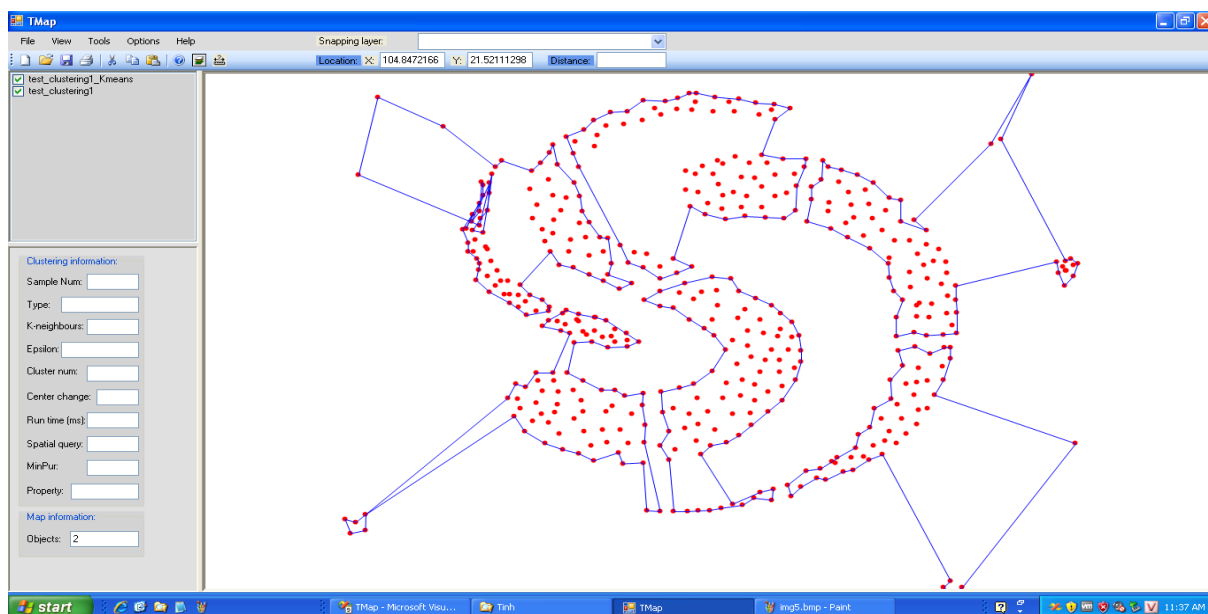 TMap
File View Tools Options Help Snapping layer:
Location: X: 104.8472166 Y: 21.52111298 Distance:
test_clustering1_Kmeans
test_clustering1
Clustering information:
Sample Num:
Type:
K-neighbours:
Epsilon:
Cluster num:
Center change:
Run time (ms):
Spatial query:
MinPur:
Property:
Map information:
Objects: 2
start TMap - Microsoft Visu... Tinh TMap img5.bmp - Paint V 11:37 AM